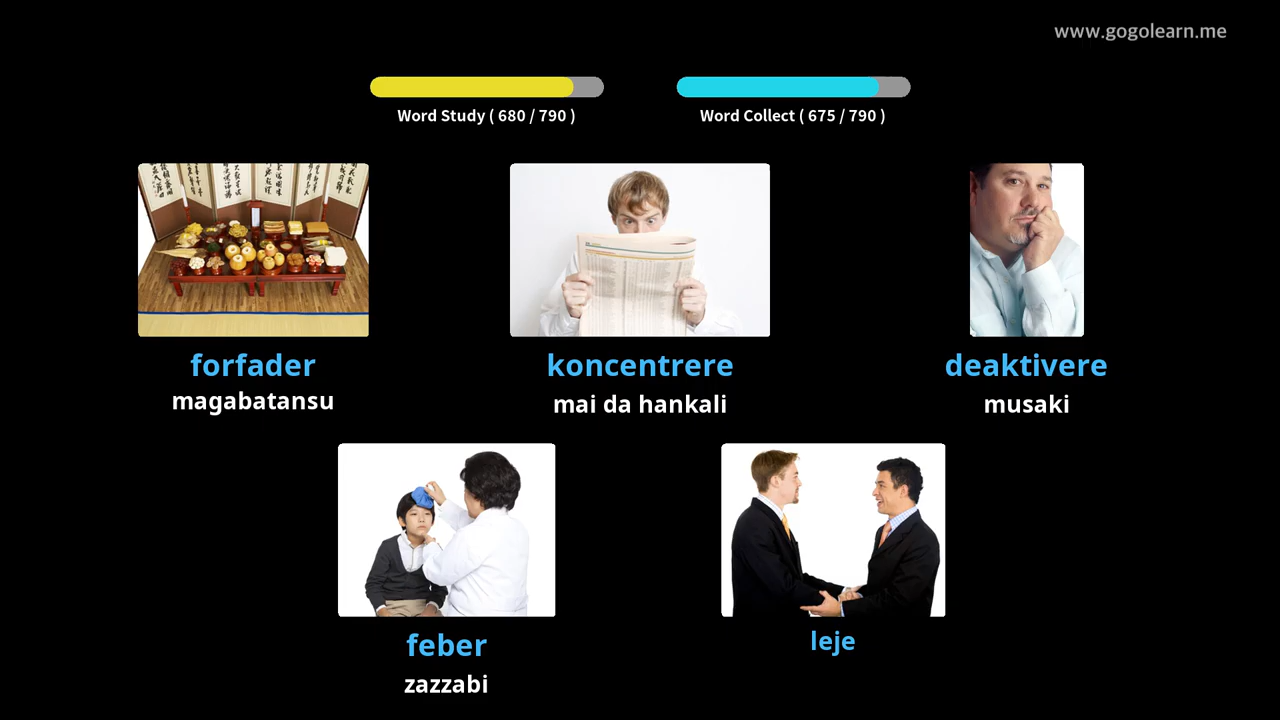 www.gogolearn.me
Word Study ( 680 / 790 )
Word Collect ( 675 / 790 )
forfader
magabatansu
koncentrere
mai da hankali
deaktivere
musaki
feber
zazzabi
leje